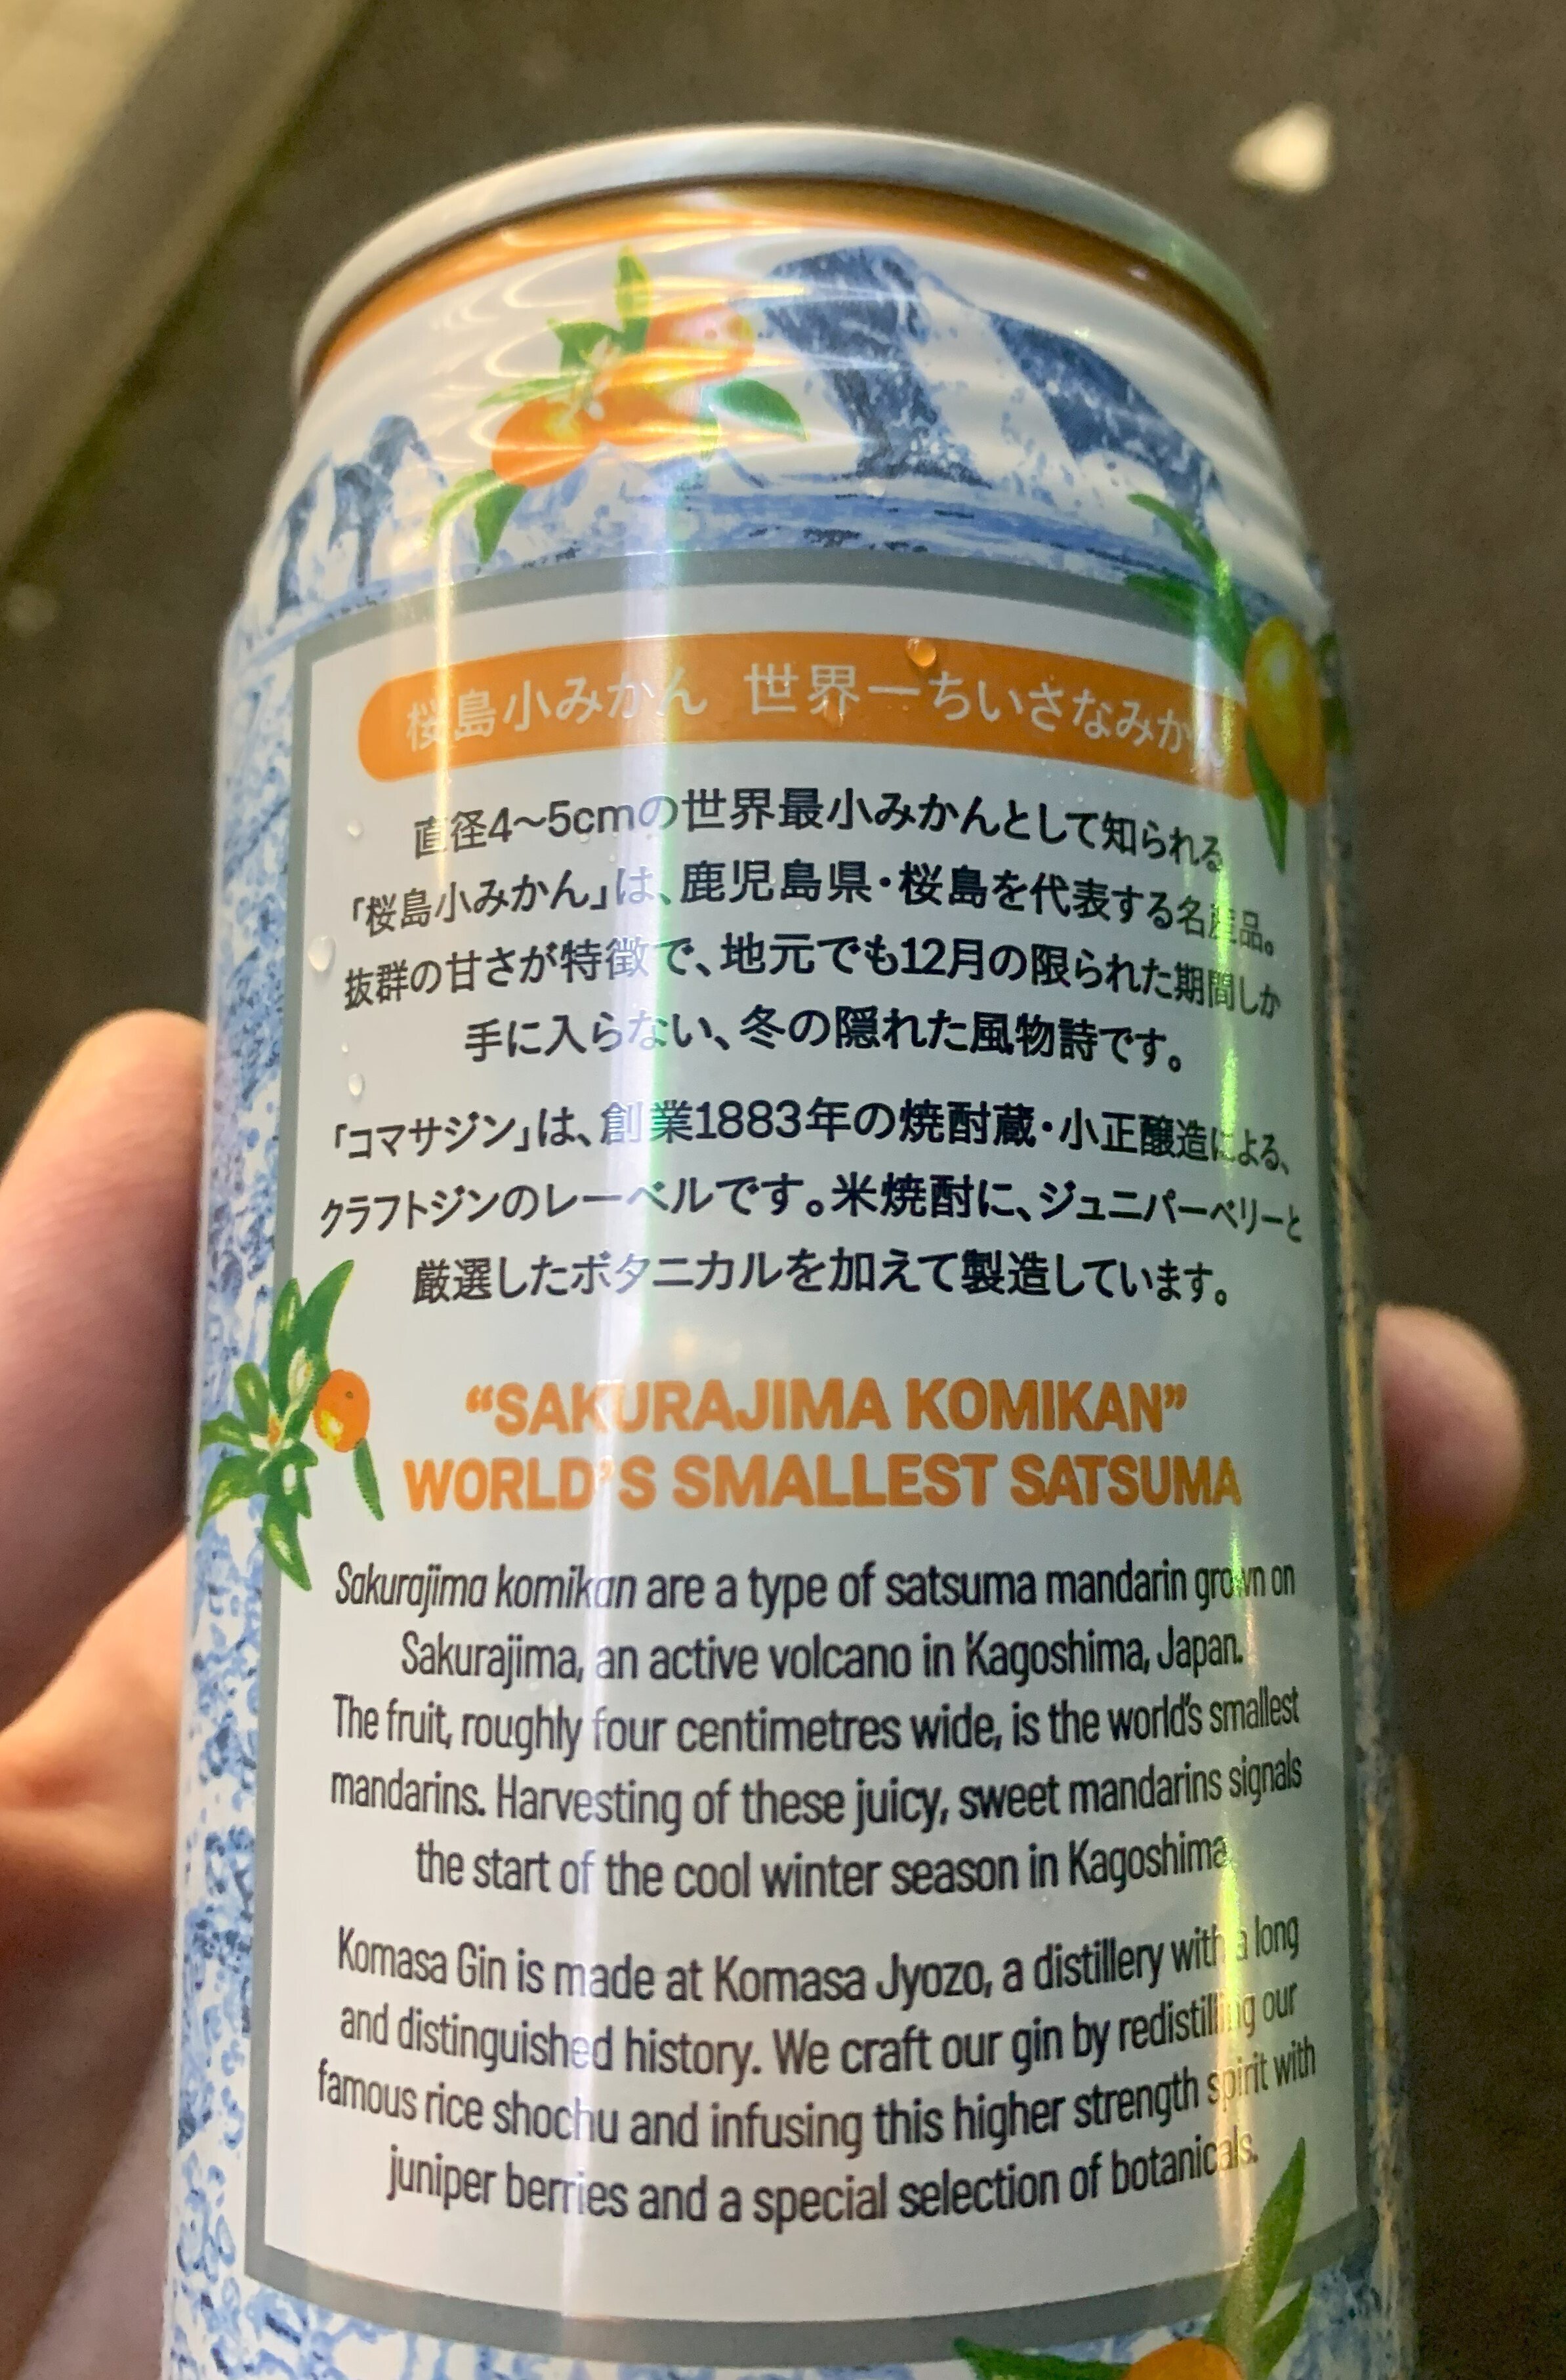 桜島小みかん 世界一ちいさなみか
直径4~5cmの世界最小みかんとして知られる
「桜島小みかん」は、鹿児島県・桜島を代表する名産品。
抜群の甘さが特徴で、地元でも12月の限られた期間しか
手に入らない、冬の隠れた風物詩です。
「コマサジン」は、創業1883年の焼酎蔵・小正醸造による、
クラフトジンのレーベルです。米焼酎に、ジュニパーベリーと
厳選したボタニカルを加えて製造しています。
“SAKURAJIMA KOMIKAN”
WORLD’S SMALLEST SATSUMA
Sakurajima komikan are a type of satsuma mandarin grown on
Sakurajima, an active volcano in Kagoshima, Japan.
The fruit, roughly four centimetres wide, is the world’s smallest
mandarins. Harvesting of these juicy, sweet mandarins signals
the start of the cool winter season in Kagoshima.
Komasa Gin is made at Komasa Jyozo, a distillery with a long
and distinguished history. We craft our gin by redistilling our
famous rice shochu and infusing this higher strength spirit with
juniper berries and a special selection of botanicals.